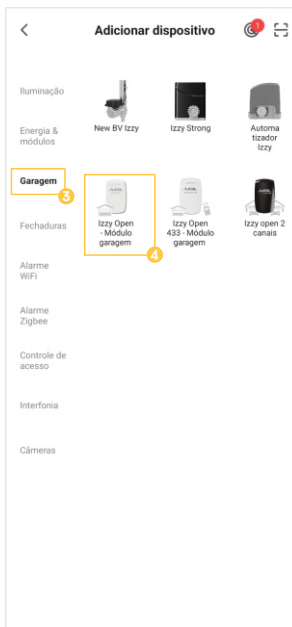 Adicionar dispositivo
1
Iluminação
Energia &
módulos
Garagem
3
Fechaduras
Alarme
WiFi
Alarme
Zigbee
Controle de
acesso
Interfonia
Câmeras
New BV Izzy
Izzy Strong
Automa
tizador
Izzy
Izzy Open
- Módulo
garagem
4
Izzy Open
433 - Módulo
garagem
Izzy open 2
canais